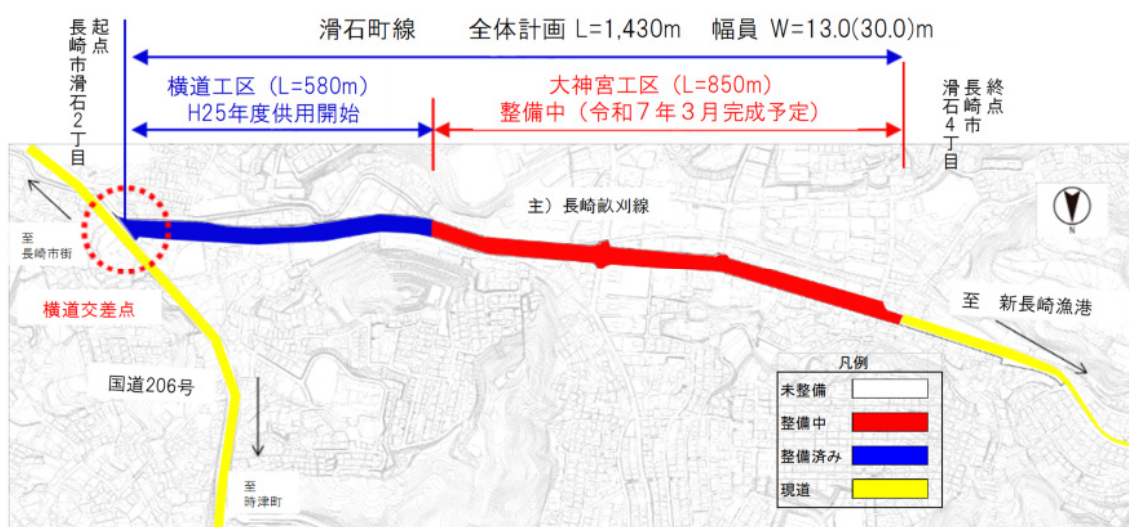 滑石町線　全体計画 L=1,430m　幅員 W=13.0(30.0)m
起点
長崎市滑石2丁目
横道工区（L=580m）
H25年度供用開始
大神宮工区（L=850m）
整備中（令和７年３月完成予定）
終点
長崎市
滑石4丁目
主）長崎畝刈線
至
長崎市街
N
横道交差点
至　新長崎漁港
国道206号
至
時津町
凡例
未整備
整備中
整備済み
現道